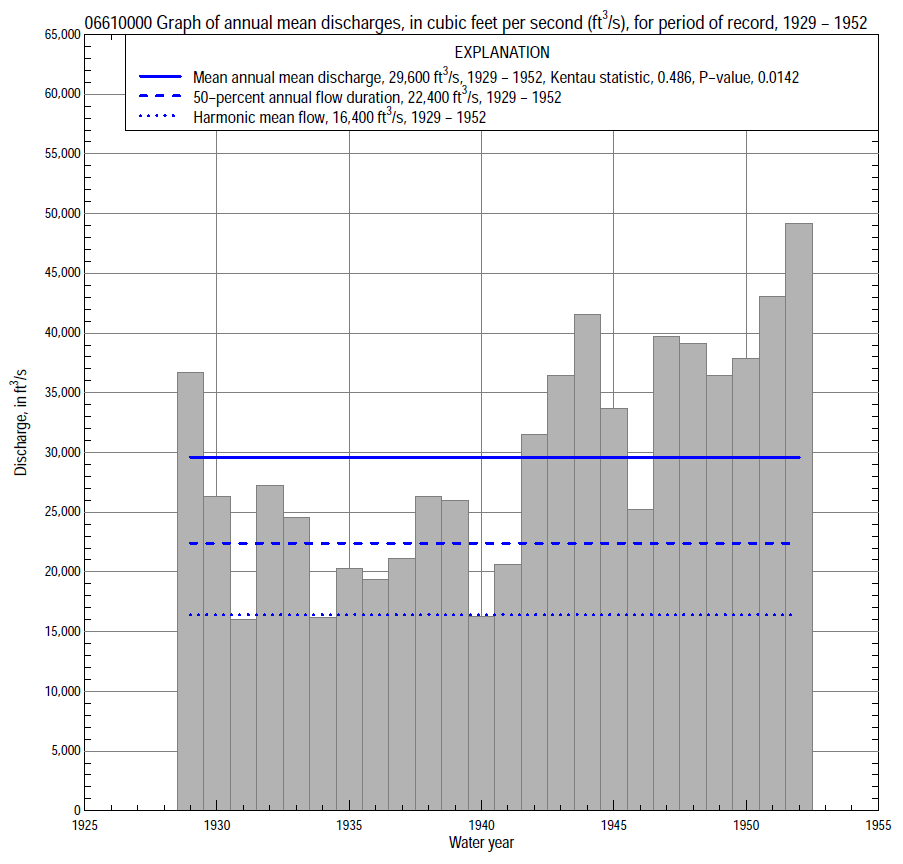 06610000 Graph of annual mean discharges, in cubic feet per second (ft³/s), for period of record, 1929 – 1952
EXPLANATION
Mean annual mean discharge, 29,600 ft³/s, 1929 – 1952, Kentau statistic, 0.486, P–value, 0.0142
50–percent annual flow duration, 22,400 ft³/s, 1929 – 1952
Harmonic mean flow, 16,400 ft³/s, 1929 – 1952
65,000
60,000
55,000
50,000
45,000
40,000
35,000
30,000
25,000
20,000
15,000
10,000
5,000
0
Discharge, in ft³/s
1925 1930 1935 1940 1945 1950 1955
Water year